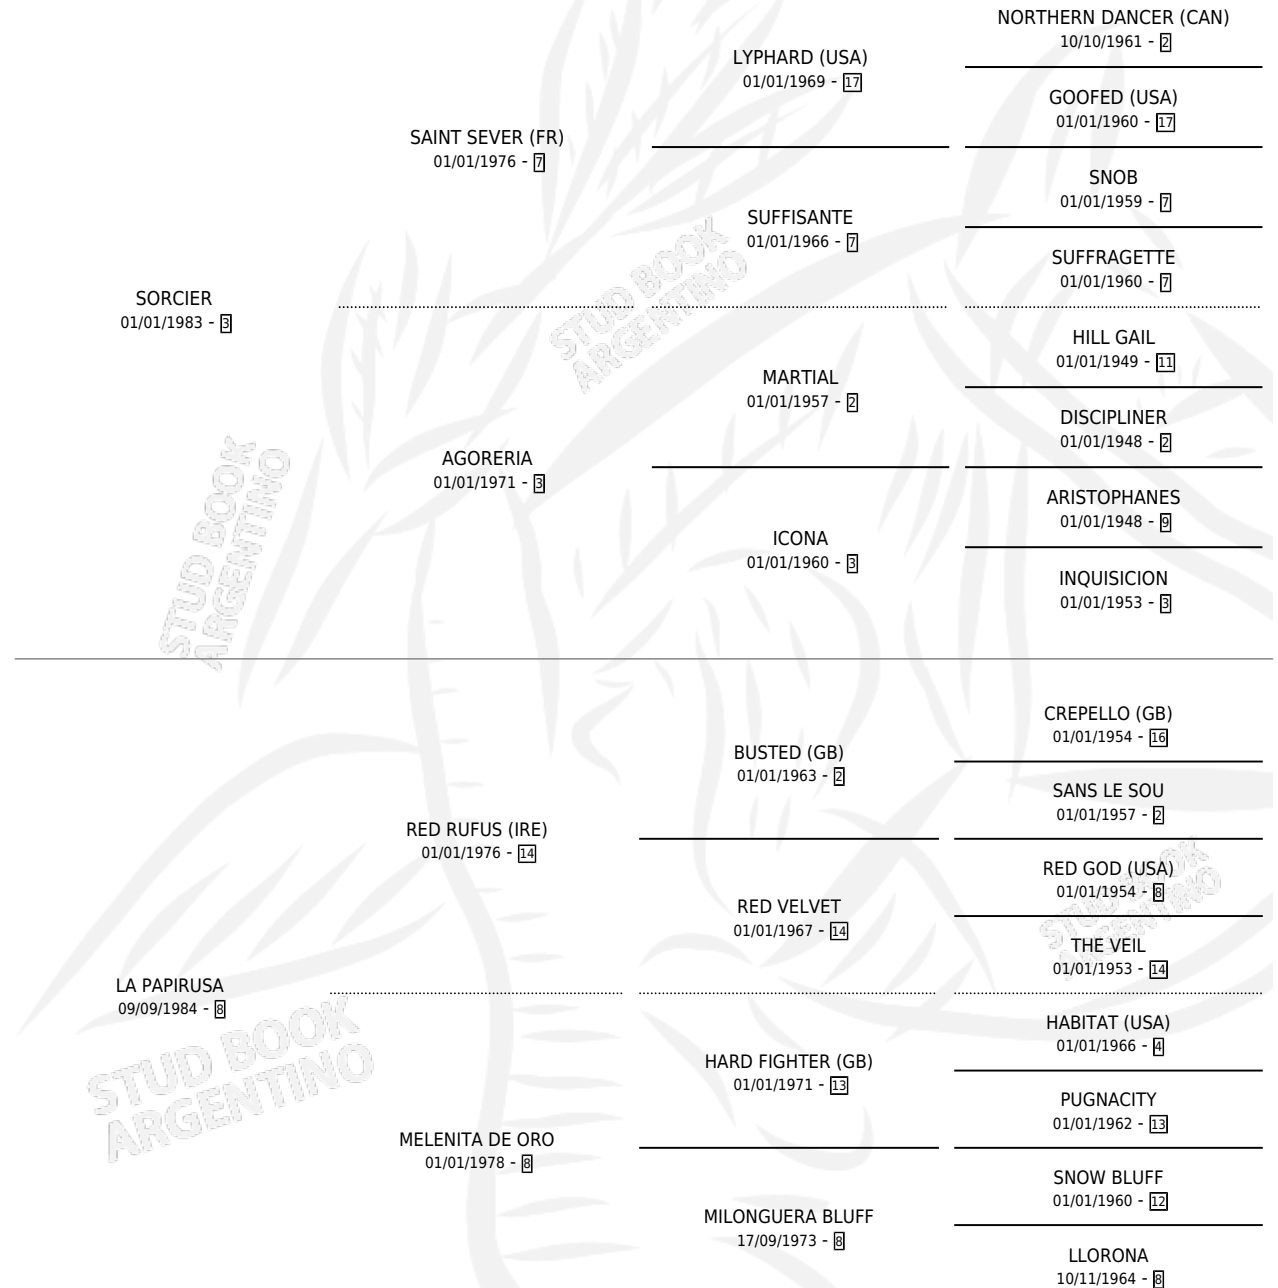 NORTHERN DANCER (CAN)
10/10/1961 - 2
LYPHARD (USA)
01/01/1969 - 17
GOOFED (USA)
01/01/1960 - 17
SAINT SEVER (FR)
01/01/1976 - 7
SNOB
01/01/1959 - 7
SUFFISANTE
01/01/1966 - 7
SUFFRAGETTE
01/01/1960 - 7
SORCIER
01/01/1983 - 3
HILL GAIL
01/01/1949 - 11
MARTIAL
01/01/1957 - 2
DISCIPLINER
01/01/1948 - 2
AGORERIA
01/01/1971 - 3
ARISTOPHANES
01/01/1948 - 9
ICONA
01/01/1960 - 3
INQUISICION
01/01/1953 - 3
STUD BOOK
ARGENTINO
STUD BOOK
ARGENTINO
CREPELLO (GB)
01/01/1954 - 16
BUSTED (GB)
01/01/1963 - 2
SANS LE SOU
01/01/1957 - 2
RED RUFUS (IRE)
01/01/1976 - 14
RED GOD (USA)
01/01/1954 - 8
RED VELVET
01/01/1967 - 14
THE VEIL
01/01/1953 - 14
LA PAPIRUSA
09/09/1984 - 8
HABITAT (USA)
01/01/1966 - 4
HARD FIGHTER (GB)
01/01/1971 - 13
PUGNACITY
01/01/1962 - 13
MELENITA DE ORO
01/01/1978 - 8
SNOW BLUFF
01/01/1960 - 12
MILONGUERA BLUFF
17/09/1973 - 8
LLORONA
10/11/1964 - 8
STUD BOOK
ARGENTINO
STUD BOOK
ARGENTINO